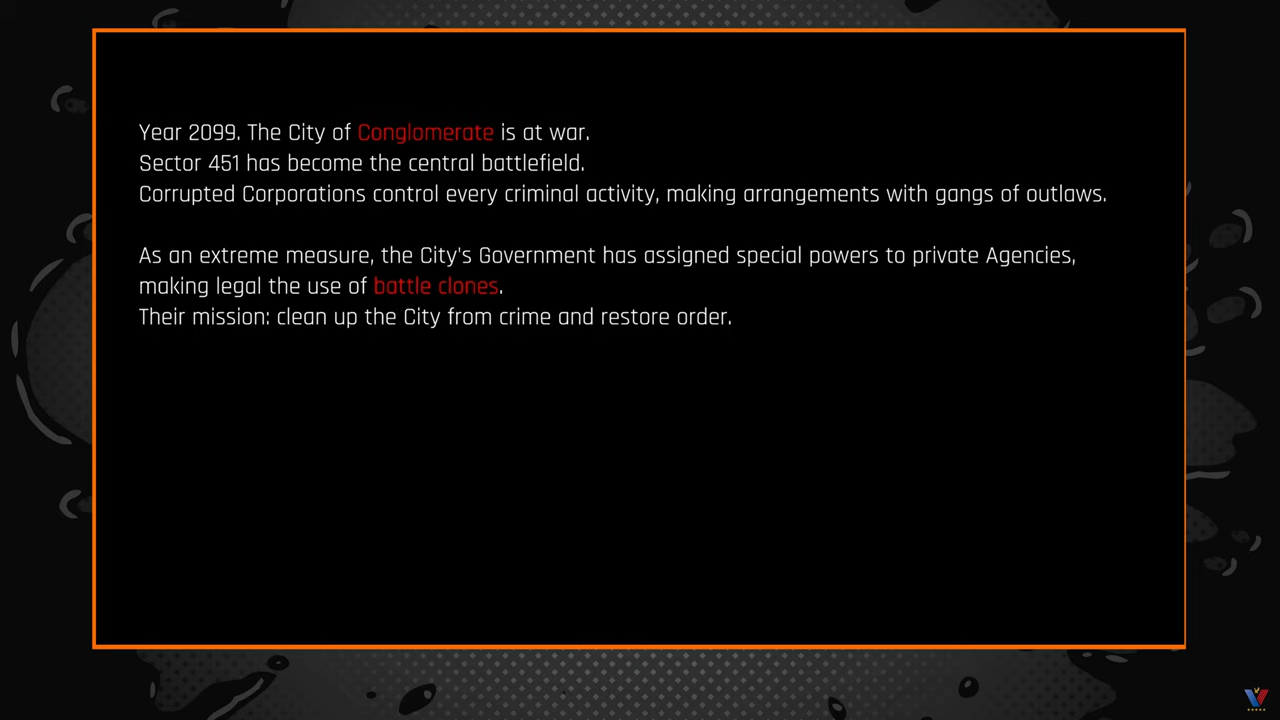 Year 2099. The City of Conglomerate is at war.
Sector 451 has become the central battlefield.
Corrupted Corporations control every criminal activity, making arrangements with gangs of outlaws.
As an extreme measure, the City's Government has assigned special powers to private Agencies,
making legal the use of battle clones.
Their mission: clean up the City from crime and restore order.